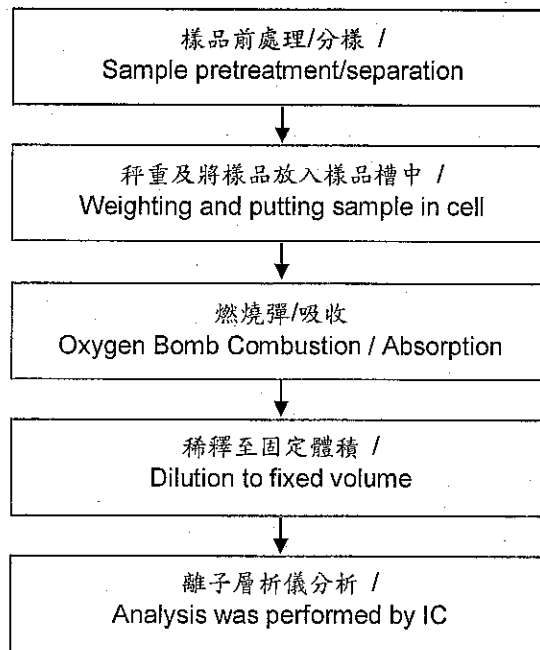 樣品前處理/分樣 /
Sample pretreatment/separation
秤重及將樣品放入樣品槽中 /
Weighting and putting sample in cell
燃燒彈/吸收
Oxygen Bomb Combustion / Absorption
稀釋至固定體積 /
Dilution to fixed volume
離子層析儀分析 /
Analysis was performed by IC